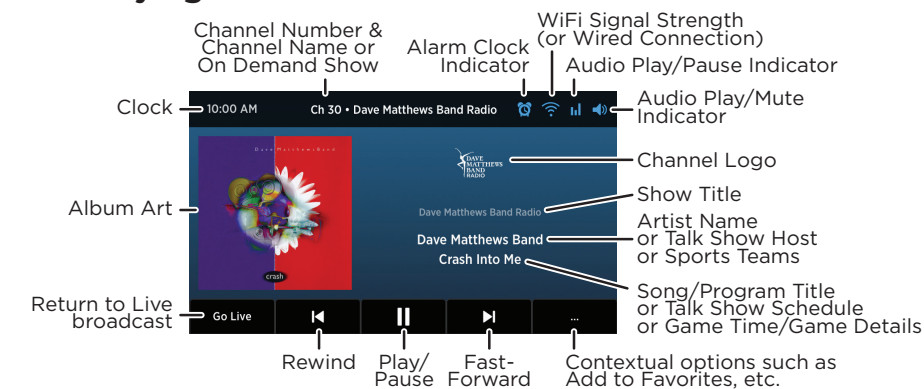 Channel Number &
Channel Name or
On Demand Show
Alarm Clock
Indicator
WiFi Signal Strength
(or Wired Connection)
Audio Play/Pause Indicator
Clock
10:00 AM
Ch 30 • Dave Matthews Band Radio
Audio Play/Mute
Indicator
Dave Matthews Band
DAVE
MATTHEWS
BAND
RADIO
Channel Logo
Album Art
Dave Matthews Band Radio
Show Title
Dave Matthews Band
Artist Name
or Talk Show Host
or Sports Teams
Crash Into Me
crash
Song/Program Title
or Talk Show Schedule
or Game Time/Game Details
Return to Live
broadcast
Go Live
...
Rewind
Play/
Pause
Fast-
Forward
Contextual options such as
Add to Favorites, etc.